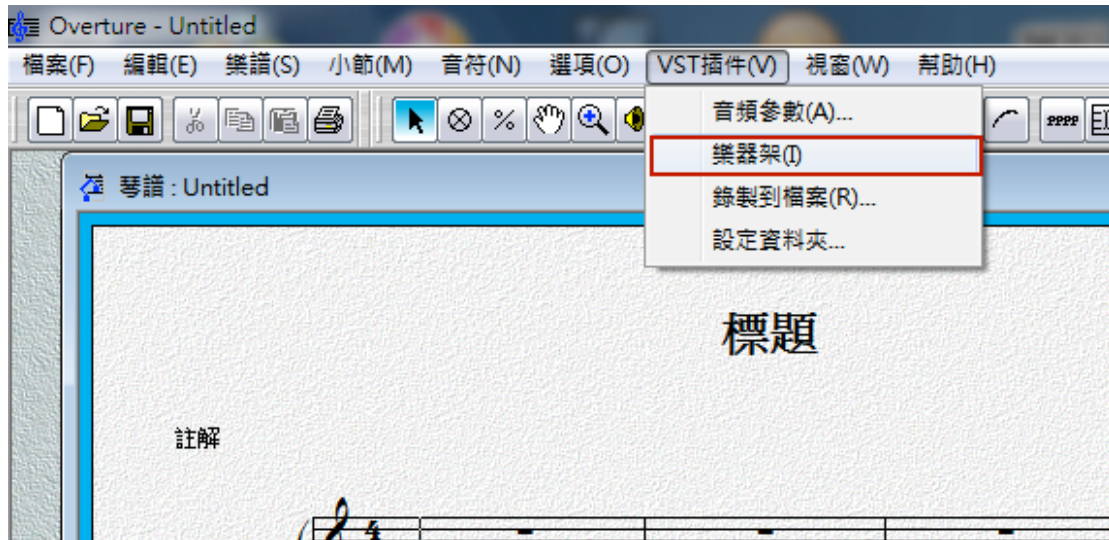 Overture - Untitled
檔案(F) 編輯(E) 樂譜(S) 小節(M) 音符(N) 選項(O) VST插件(V) 視窗(W) 幫助(H)
音頻參數(A)...
樂器架(I)
錄製到檔案(R)...
設定資料夾...
琴譜 : Untitled
標題
註解